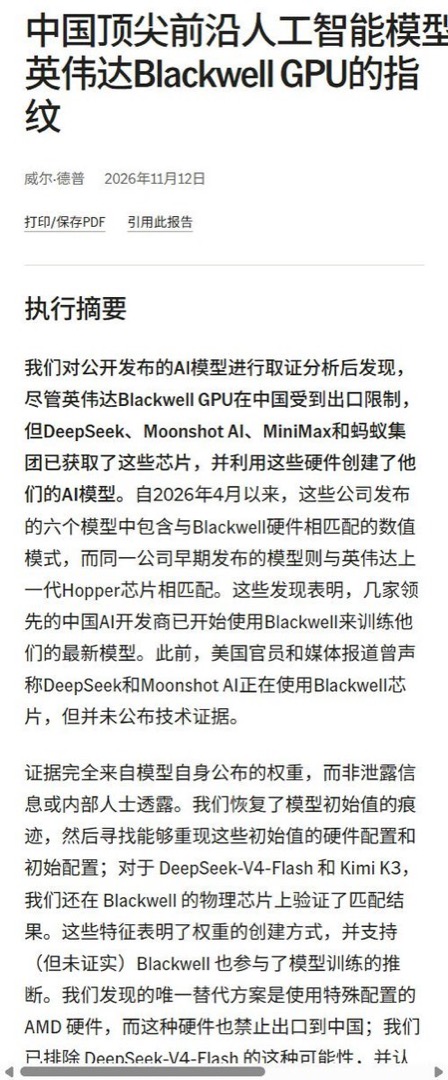 中国顶尖前沿人工智能模型
英伟达Blackwell GPU的指
纹
威尔·德普 2026年11月12日
打印/保存PDF 引用此报告
执行摘要
我们对公开发布的AI模型进行取证分析后发现，
尽管英伟达Blackwell GPU在中国受到出口限制，
但DeepSeek、Moonshot AI、MiniMax和蚂蚁集
团已获取了这些芯片，并利用这些硬件创建了他
们的AI模型。自2026年4月以来，这些公司发布
的六个模型中包含与Blackwell硬件相匹配的数值
模式，而同一公司早期发布的模型则与英伟达上
一代Hopper芯片相匹配。这些发现表明，几家领
先的中国AI开发商已开始使用Blackwell来训练他
们的最新模型。此前，美国官员和媒体报道曾声
称DeepSeek和Moonshot AI正在使用Blackwell芯
片，但并未公布技术证据。
证据完全来自模型自身公布的权重，而非泄露信
息或内部人士透露。我们恢复了模型初始值的痕
迹，然后寻找能够重现这些初始值的硬件配置和
初始配置；对于 DeepSeek-V4-Flash 和 Kimi K3，
我们还在 Blackwell 的物理芯片上验证了匹配结
果。这些特征表明了权重的创建方式，并支持
（但未证实）Blackwell 也参与了模型训练的推
断。我们发现的唯一替代方案是使用特殊配置的
AMD 硬件，而这种硬件也禁止出口到中国；我们
已排除 DeepSeek-V4-Flash 的这种可能性，并认